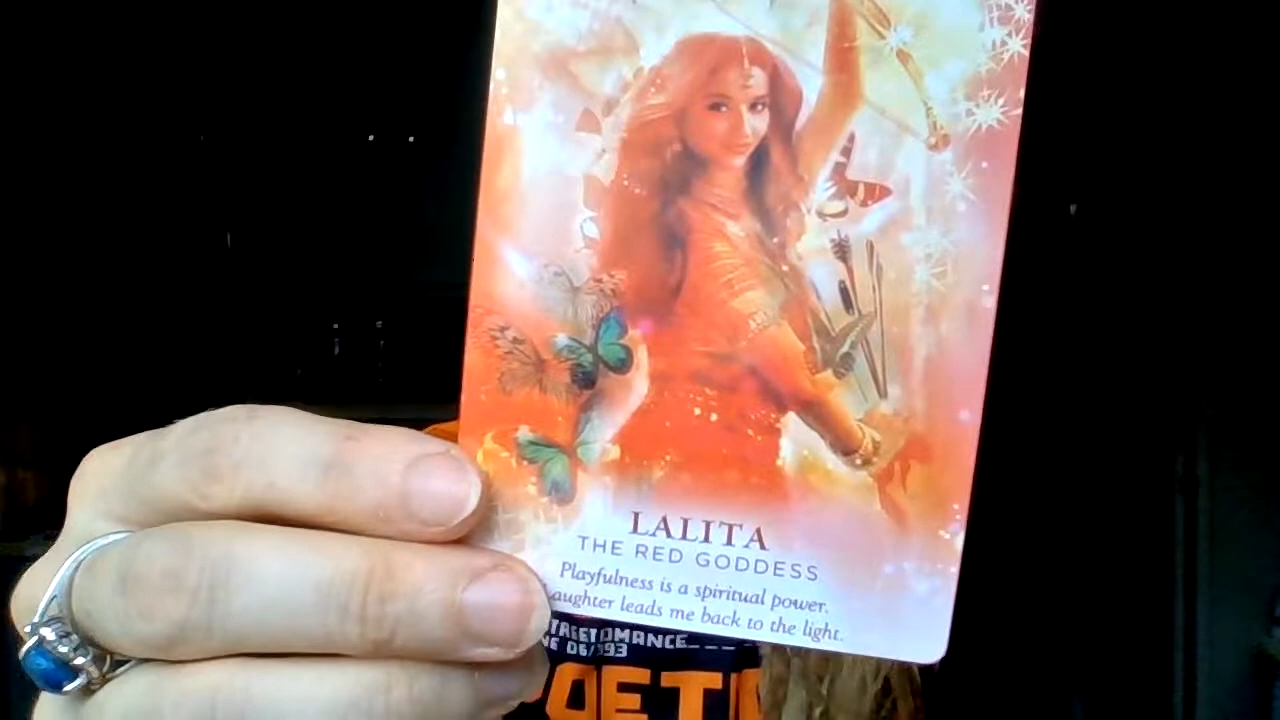 LALITA
THE RED GODDESS
Playfulness is a spiritual power.
Laughter leads me back to the light.